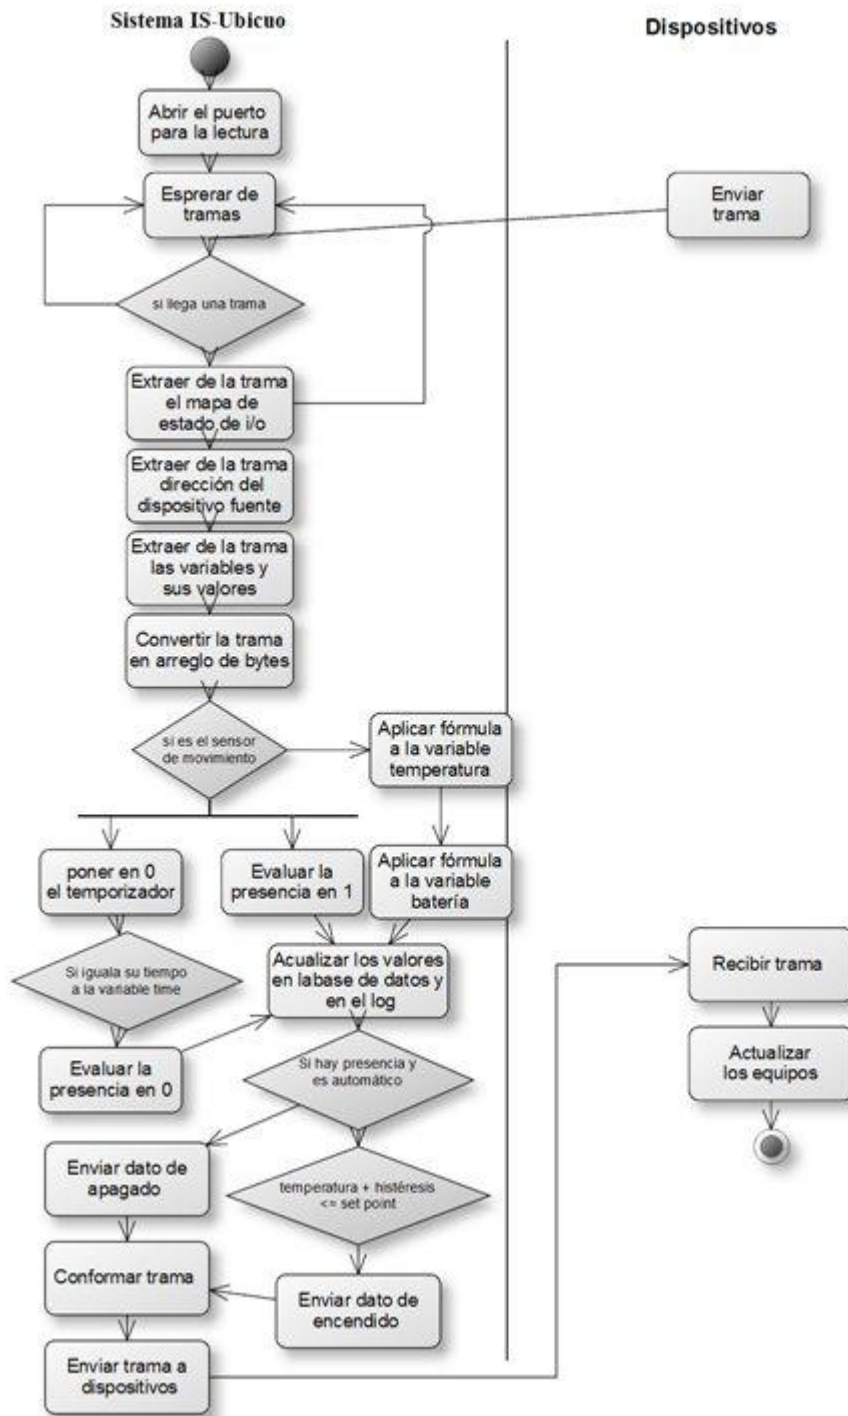 Sistema IS-Ubicuo
Dispositivos
Abrir el puerto
para la lectura
Esprerar de
tramas
Enviar
trama
si llega una trama
Extraer de la trama
el mapa de
estado de i/o
Extraer de la trama
dirección del
dispositivo fuente
Extraer de la trama
las variables y
sus valores
Convertir la trama
en arreglo de bytes
si es el sensor
de movimiento
Aplicar fórmula
a la variable
temperatura
poner en 0
el temporizador
Evaluar la
presencia en 1
Aplicar fórmula
a la variable
batería
Si iguala su tiempo
a la variable time
Acualizar los valores
en labase de datos y
en el log
Recibir trama
Evaluar la
presencia en 0
Si hay presencia y
es automático
Actualizar
los equipos
Enviar dato de
apagado
temperatura + histéresis
<= set point
Conformar trama
Enviar dato de
encendido
Enviar trama a
dispositivos